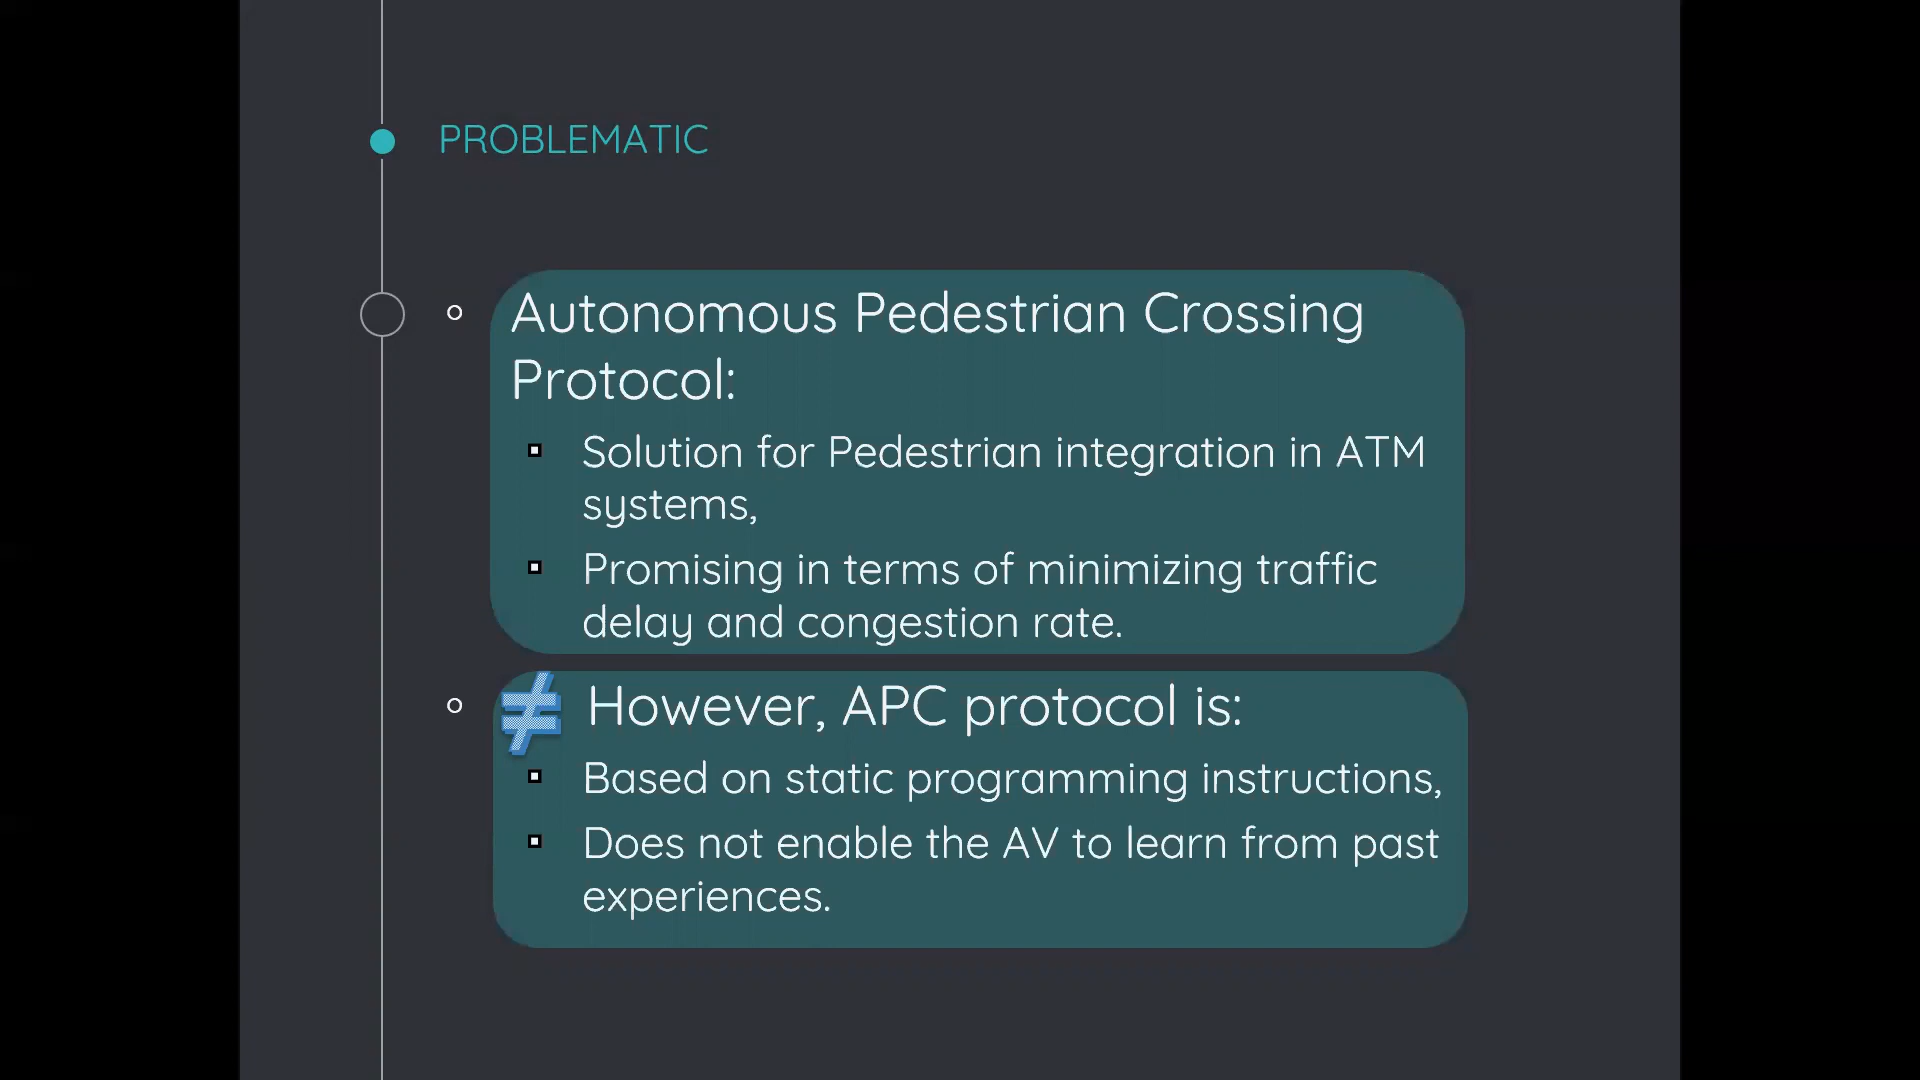 PROBLEMATIC
Autonomous Pedestrian Crossing
Protocol:
Solution for Pedestrian integration in ATM
systems,
Promising in terms of minimizing traffic
delay and congestion rate.
≠ However, APC protocol is:
Based on static programming instructions,
Does not enable the AV to learn from past
experiences.